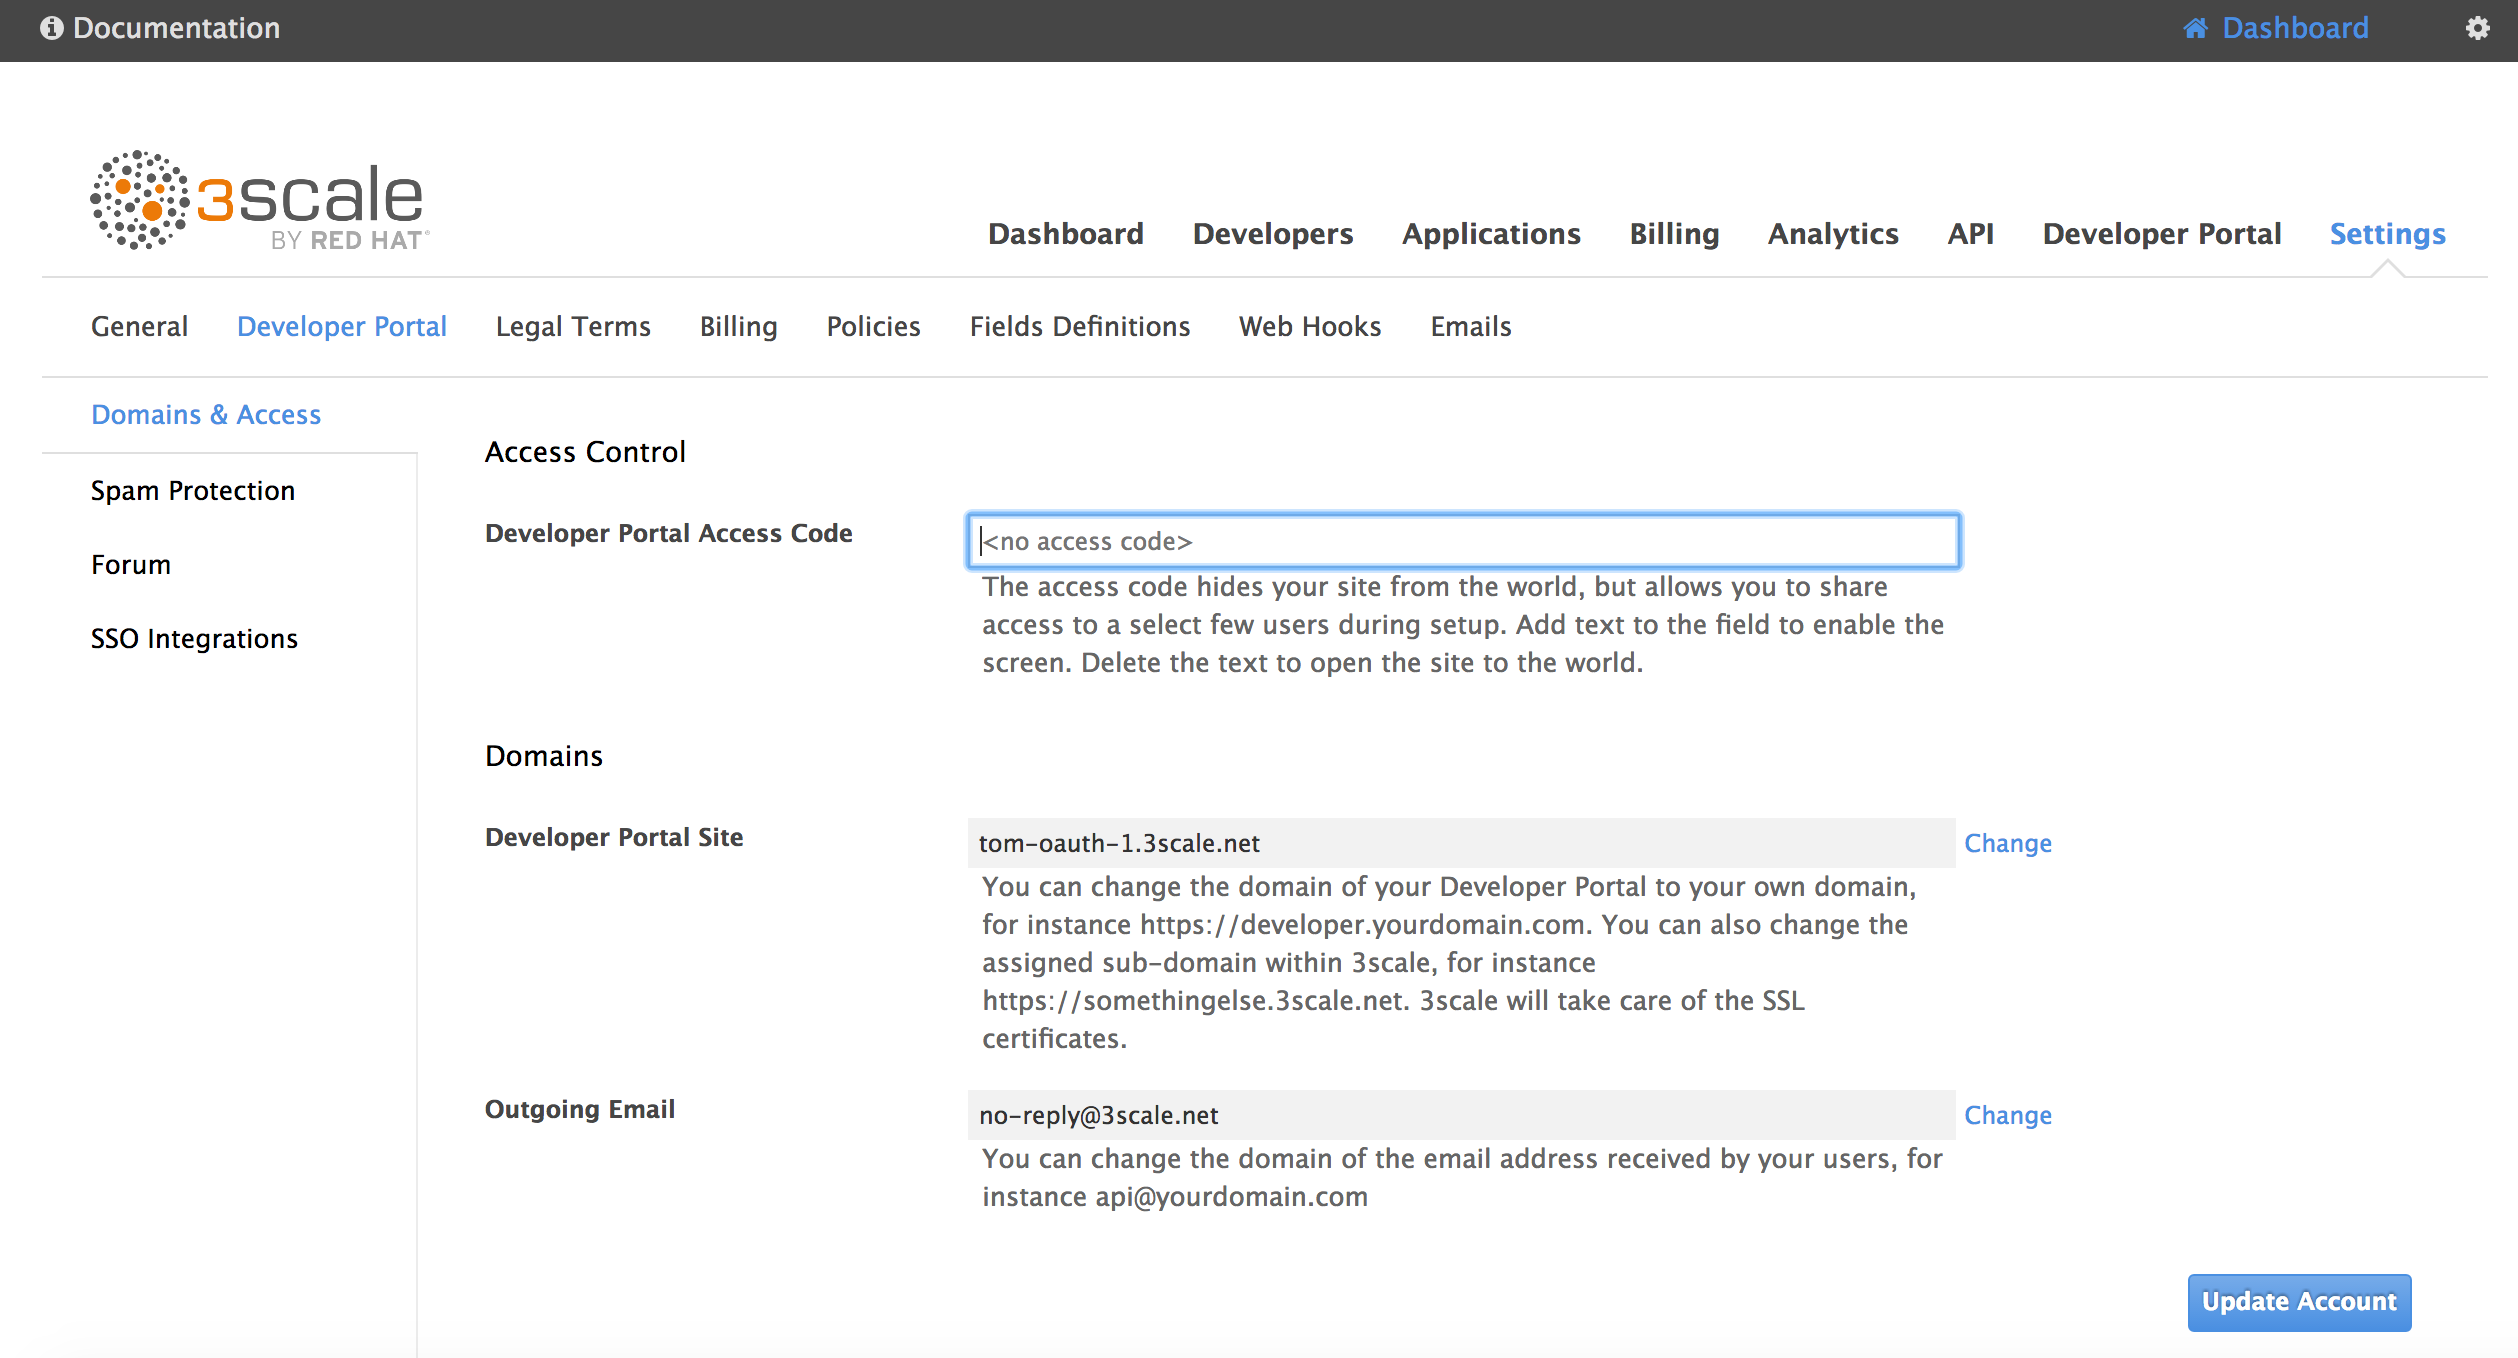 Documentation
Dashboard
3scale
BY RED HAT®
Dashboard Developers Applications Billing Analytics API Developer Portal Settings
General Developer Portal Legal Terms Billing Policies Fields Definitions Web Hooks Emails
Domains & Access
Spam Protection
Forum
SSO Integrations
Access Control
Developer Portal Access Code
<no access code>
The access code hides your site from the world, but allows you to share
access to a select few users during setup. Add text to the field to enable the
screen. Delete the text to open the site to the world.
Domains
Developer Portal Site
tom-oauth-1.3scale.net
Change
You can change the domain of your Developer Portal to your own domain,
for instance https://developer.yourdomain.com. You can also change the
assigned sub-domain within 3scale, for instance
https://somethingelse.3scale.net. 3scale will take care of the SSL
certificates.
Outgoing Email
no-reply@3scale.net
Change
You can change the domain of the email address received by your users, for
instance api@yourdomain.com
Update Account